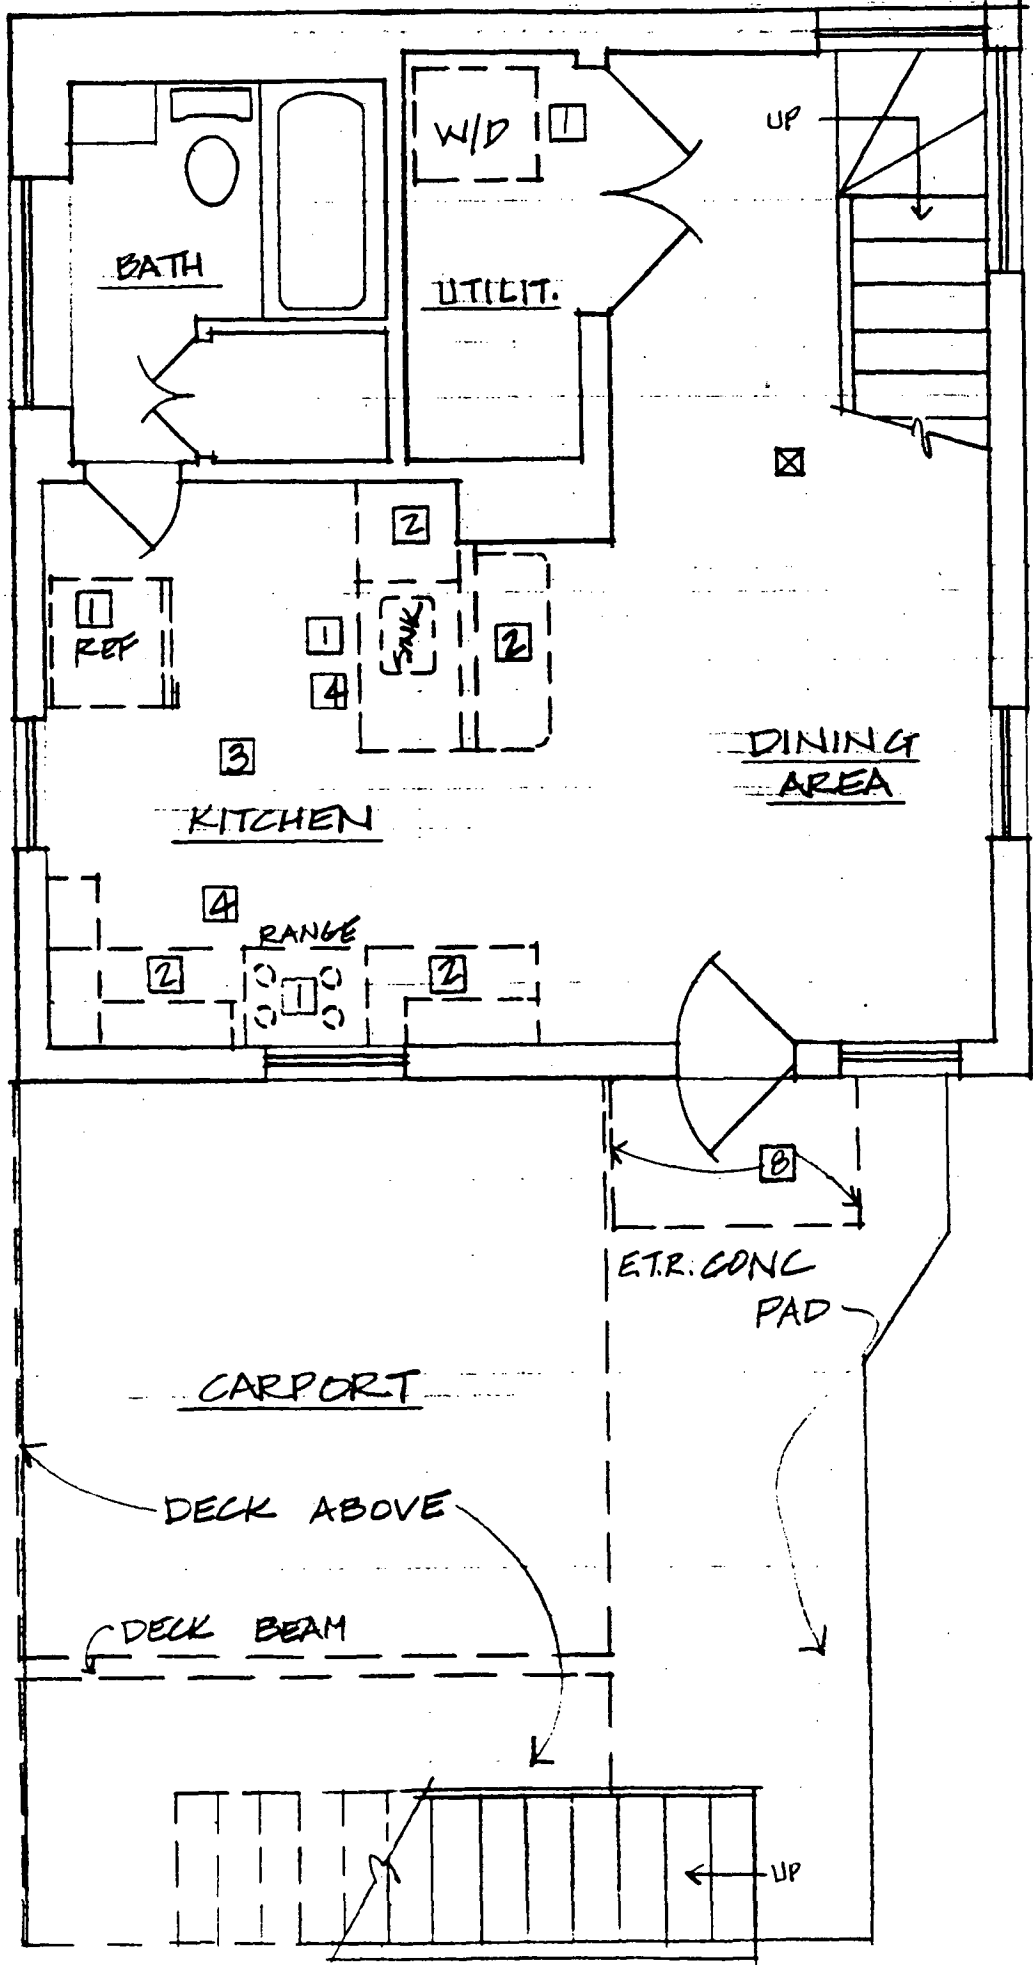 W/D
1
UP
BATH
UTILIT.
2
1
REF
1
SINK
2
4
3
DINING
AREA
KITCHEN
4
RANGE
2
1
2
8
E.T.R. CONC
PAD
CARPORT
DECK ABOVE
DECK BEAM
UP